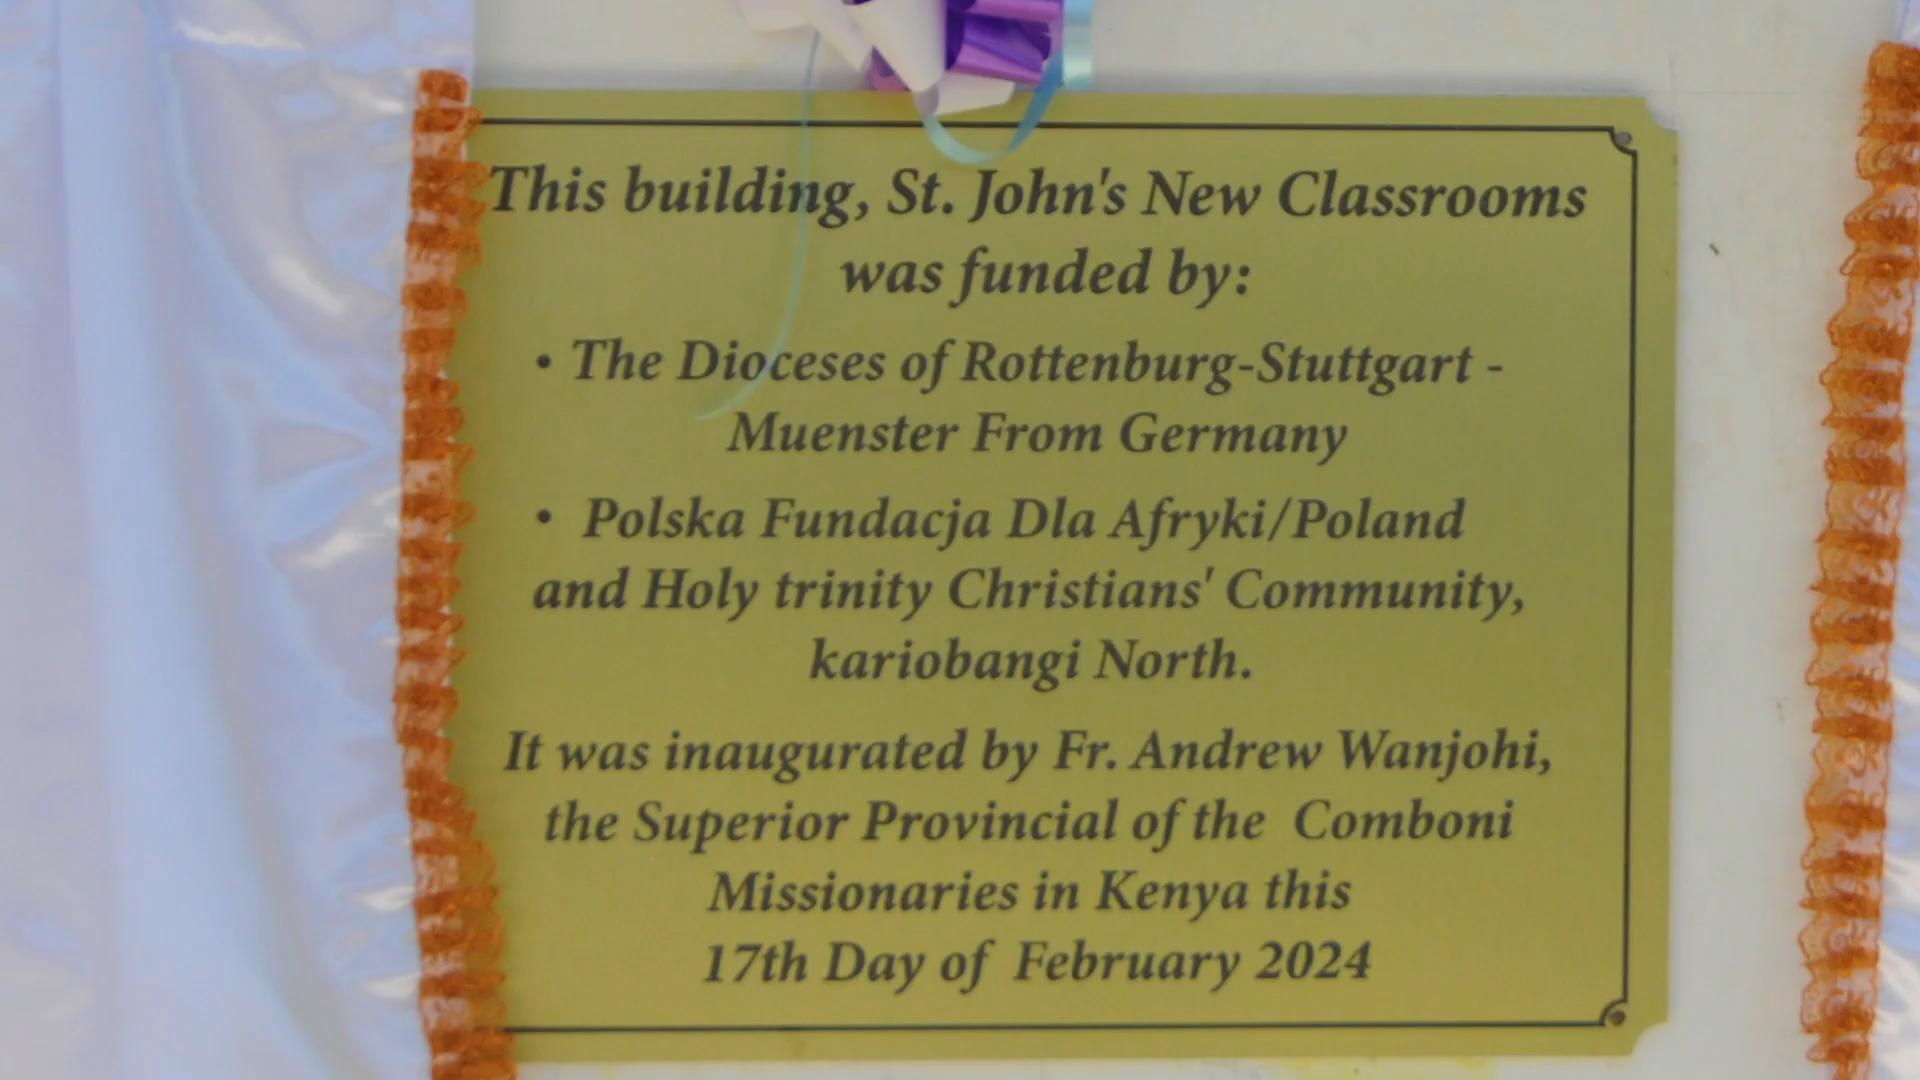 This building, St. John's New Classrooms
was funded by:
• The Dioceses of Rottenburg-Stuttgart -
Muenster From Germany
• Polska Fundacja Dla Afryki/Poland
and Holy trinity Christians' Community,
kariobangi North.
It was inaugurated by Fr. Andrew Wanjohi,
the Superior Provincial of the Comboni
Missionaries in Kenya this
17th Day of February 2024